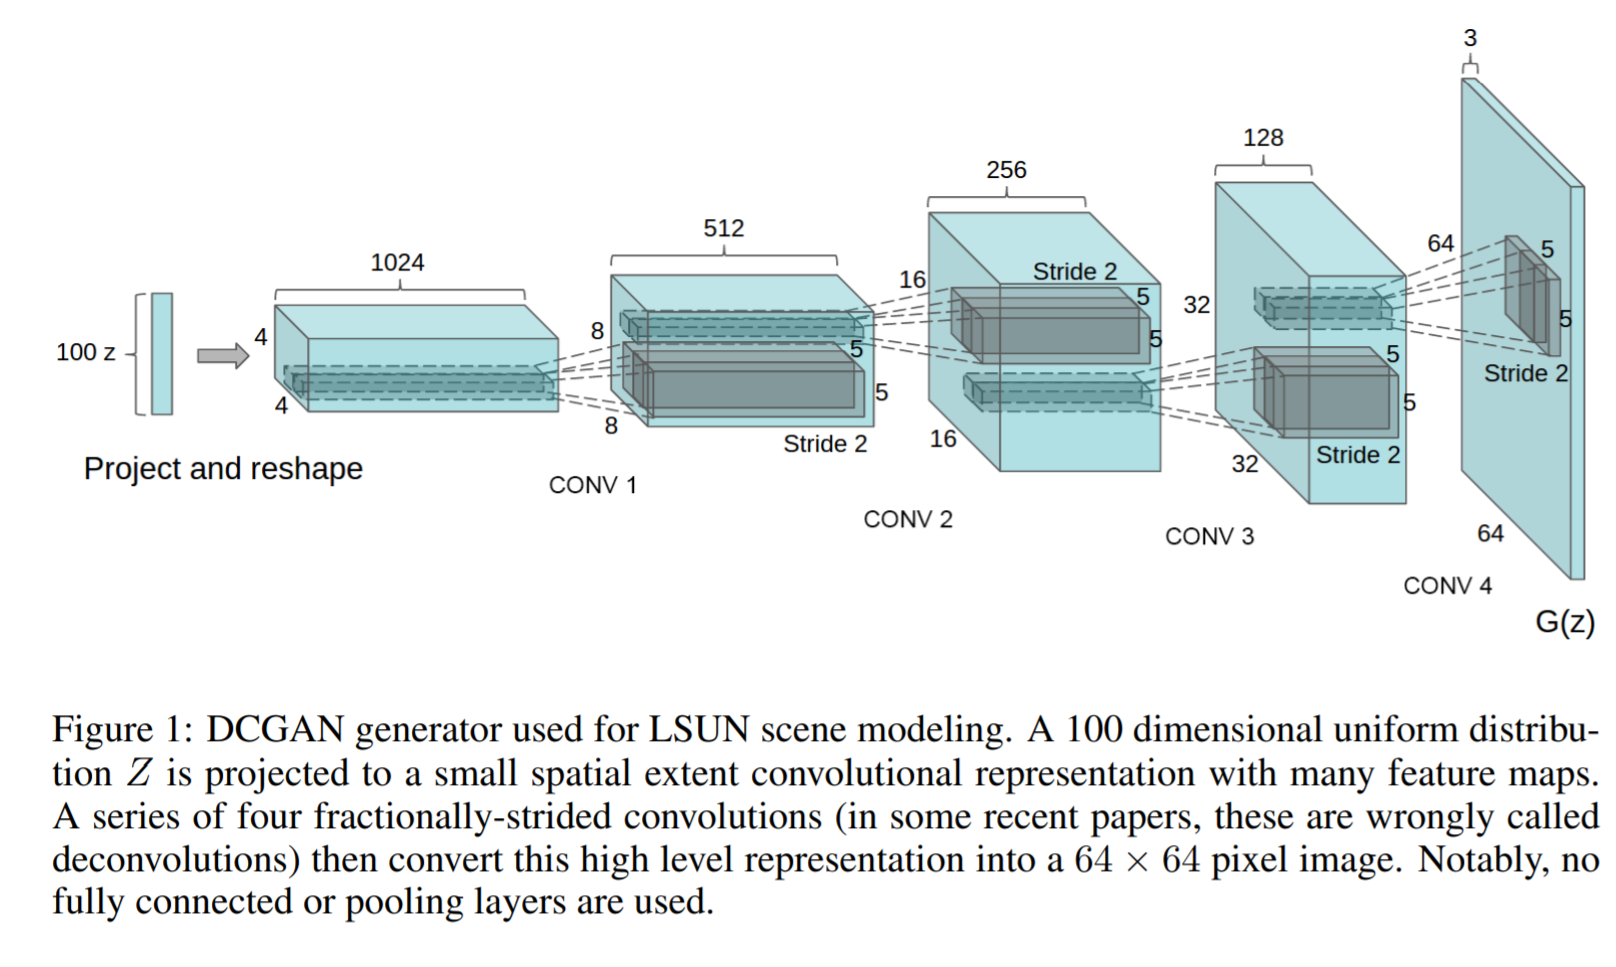 100 z
Project and reshape
1024
4
4
512
8
8
5
5
Stride 2
CONV 1
256
16
16
Stride 2
5
5
CONV 2
128
32
32
5
5
Stride 2
CONV 3
3
64
64
5
5
Stride 2
CONV 4
G(z)
Figure 1: DCGAN generator used for LSUN scene modeling. A 100 dimensional uniform distribu-
tion Z is projected to a small spatial extent convolutional representation with many feature maps.
A series of four fractionally-strided convolutions (in some recent papers, these are wrongly called
deconvolutions) then convert this high level representation into a 64 × 64 pixel image. Notably, no
fully connected or pooling layers are used.